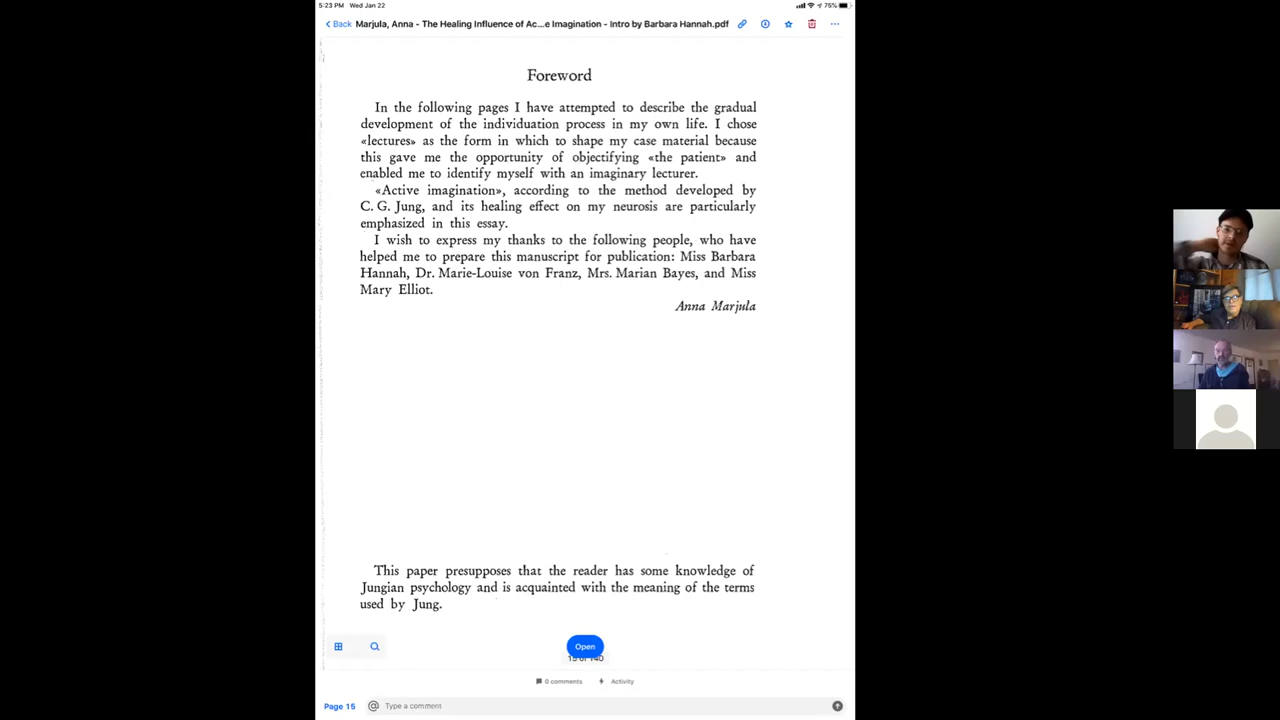 5:23 PM Wed Jan 22
75%
Back Marjula, Anna - The Healing Influence of Ac...e Imagination - Intro by Barbara Hannah.pdf
Foreword
In the following pages I have attempted to describe the gradual
development of the individuation process in my own life. I chose
«lectures» as the form in which to shape my case material because
this gave me the opportunity of objectifying «the patient» and
enabled me to identify myself with an imaginary lecturer.
«Active imagination», according to the method developed by
C. G. Jung, and its healing effect on my neurosis are particularly
emphasized in this essay.
I wish to express my thanks to the following people, who have
helped me to prepare this manuscript for publication: Miss Barbara
Hannah, Dr. Marie-Louise von Franz, Mrs. Marian Bayes, and Miss
Mary Elliot.
Anna Marjula
This paper presupposes that the reader has some knowledge of
Jungian psychology and is acquainted with the meaning of the terms
used by Jung.
Open
15 of 140
0 comments Activity
Page 15 @ Type a comment